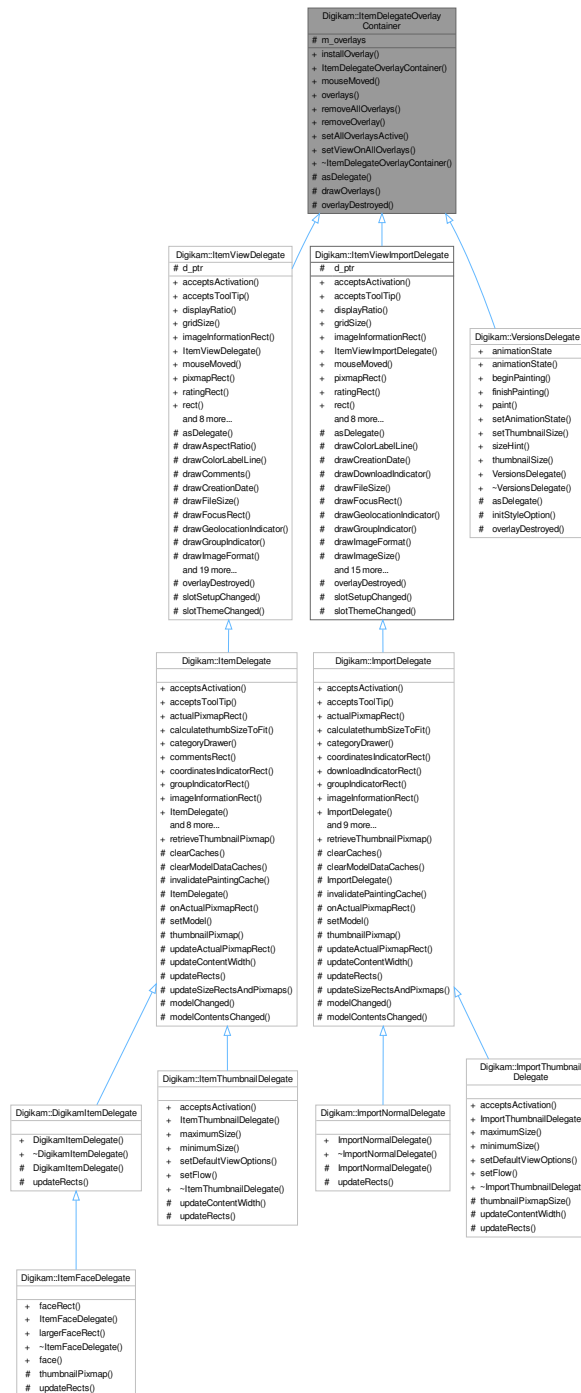 Digikam::ItemDelegateOverlay
Container
# m_overlays
+ installOverlay()
+ ItemDelegateOverlayContainer()
+ mouseMoved()
+ overlays()
+ removeAllOverlays()
+ removeOverlay()
+ setAllOverlaysActive()
+ setViewOnAllOverlays()
+ ~ItemDelegateOverlayContainer()
# asDelegate()
# drawOverlays()
# overlayDestroyed()
Digikam::ItemViewDelegate
# d_ptr
+ acceptsActivation()
+ acceptsToolTip()
+ displayRatio()
+ gridSize()
+ imageInformationRect()
+ ItemViewDelegate()
+ mouseMoved()
+ pixmapRect()
+ ratingRect()
+ rect()
and 8 more...
# asDelegate()
# drawAspectRatio()
# drawColorLabelLine()
# drawComments()
# drawCreationDate()
# drawFileSize()
# drawFocusRect()
# drawGeolocationIndicator()
# drawGroupIndicator()
# drawImageFormat()
and 19 more...
# overlayDestroyed()
# slotSetupChanged()
# slotThemeChanged()
Digikam::ItemViewImportDelegate
# d_ptr
+ acceptsActivation()
+ acceptsToolTip()
+ displayRatio()
+ gridSize()
+ imageInformationRect()
+ ItemViewImportDelegate()
+ mouseMoved()
+ pixmapRect()
+ ratingRect()
+ rect()
and 8 more...
# asDelegate()
# drawColorLabelLine()
# drawCreationDate()
# drawDownloadIndicator()
# drawFileSize()
# drawFocusRect()
# drawGeolocationIndicator()
# drawGroupIndicator()
# drawImageFormat()
# drawImageSize()
and 15 more...
# overlayDestroyed()
# slotSetupChanged()
# slotThemeChanged()
Digikam::VersionsDelegate
+ animationState
+ animationState()
+ beginPainting()
+ finishPainting()
+ paint()
+ setAnimationState()
+ setThumbnailSize()
+ sizeHint()
+ thumbnailSize()
+ VersionsDelegate()
+ ~VersionsDelegate()
# asDelegate()
# initStyleOption()
# overlayDestroyed()
Digikam::ItemDelegate
+ acceptsActivation()
+ acceptsToolTip()
+ actualPixmapRect()
+ calculatethumbSizeToFit()
+ categoryDrawer()
+ commentsRect()
+ coordinatesIndicatorRect()
+ groupIndicatorRect()
+ imageInformationRect()
+ ItemDelegate()
and 8 more...
+ retrieveThumbnailPixmap()
# clearCaches()
# clearModelDataCaches()
# invalidatePaintingCache()
# ItemDelegate()
# onActualPixmapRect()
# setModel()
# thumbnailPixmap()
# updateActualPixmapRect()
# updateContentWidth()
# updateRects()
# updateSizeRectsAndPixmaps()
# modelChanged()
# modelContentsChanged()
Digikam::ImportDelegate
+ acceptsActivation()
+ acceptsToolTip()
+ actualPixmapRect()
+ calculatethumbSizeToFit()
+ categoryDrawer()
+ coordinatesIndicatorRect()
+ downloadIndicatorRect()
+ groupIndicatorRect()
+ imageInformationRect()
+ ImportDelegate()
and 9 more...
+ retrieveThumbnailPixmap()
# clearCaches()
# clearModelDataCaches()
# ImportDelegate()
# invalidatePaintingCache()
# onActualPixmapRect()
# setModel()
# thumbnailPixmap()
# updateActualPixmapRect()
# updateContentWidth()
# updateRects()
# updateSizeRectsAndPixmaps()
# modelChanged()
# modelContentsChanged()
Digikam::DigikamItemDelegate
+ DigikamItemDelegate()
+ ~DigikamItemDelegate()
# DigikamItemDelegate()
# updateRects()
Digikam::ItemThumbnailDelegate
+ acceptsActivation()
+ ItemThumbnailDelegate()
+ maximumSize()
+ minimumSize()
+ setDefaultViewOptions()
+ setFlow()
+ ~ItemThumbnailDelegate()
# updateContentWidth()
# updateRects()
Digikam::ImportNormalDelegate
+ ImportNormalDelegate()
+ ~ImportNormalDelegate()
# ImportNormalDelegate()
# updateRects()
Digikam::ImportThumbnail
Delegate
+ acceptsActivation()
+ ImportThumbnailDelegate
+ maximumSize()
+ minimumSize()
+ setDefaultViewOptions()
+ setFlow()
+ ~ImportThumbnailDelegat
# thumbnailPixmapSize()
# updateContentWidth()
# updateRects()
Digikam::ItemFaceDelegate
+ faceRect()
+ ItemFaceDelegate()
+ largerFaceRect()
+ ~ItemFaceDelegate()
+ face()
# thumbnailPixmap()
# updateRects()